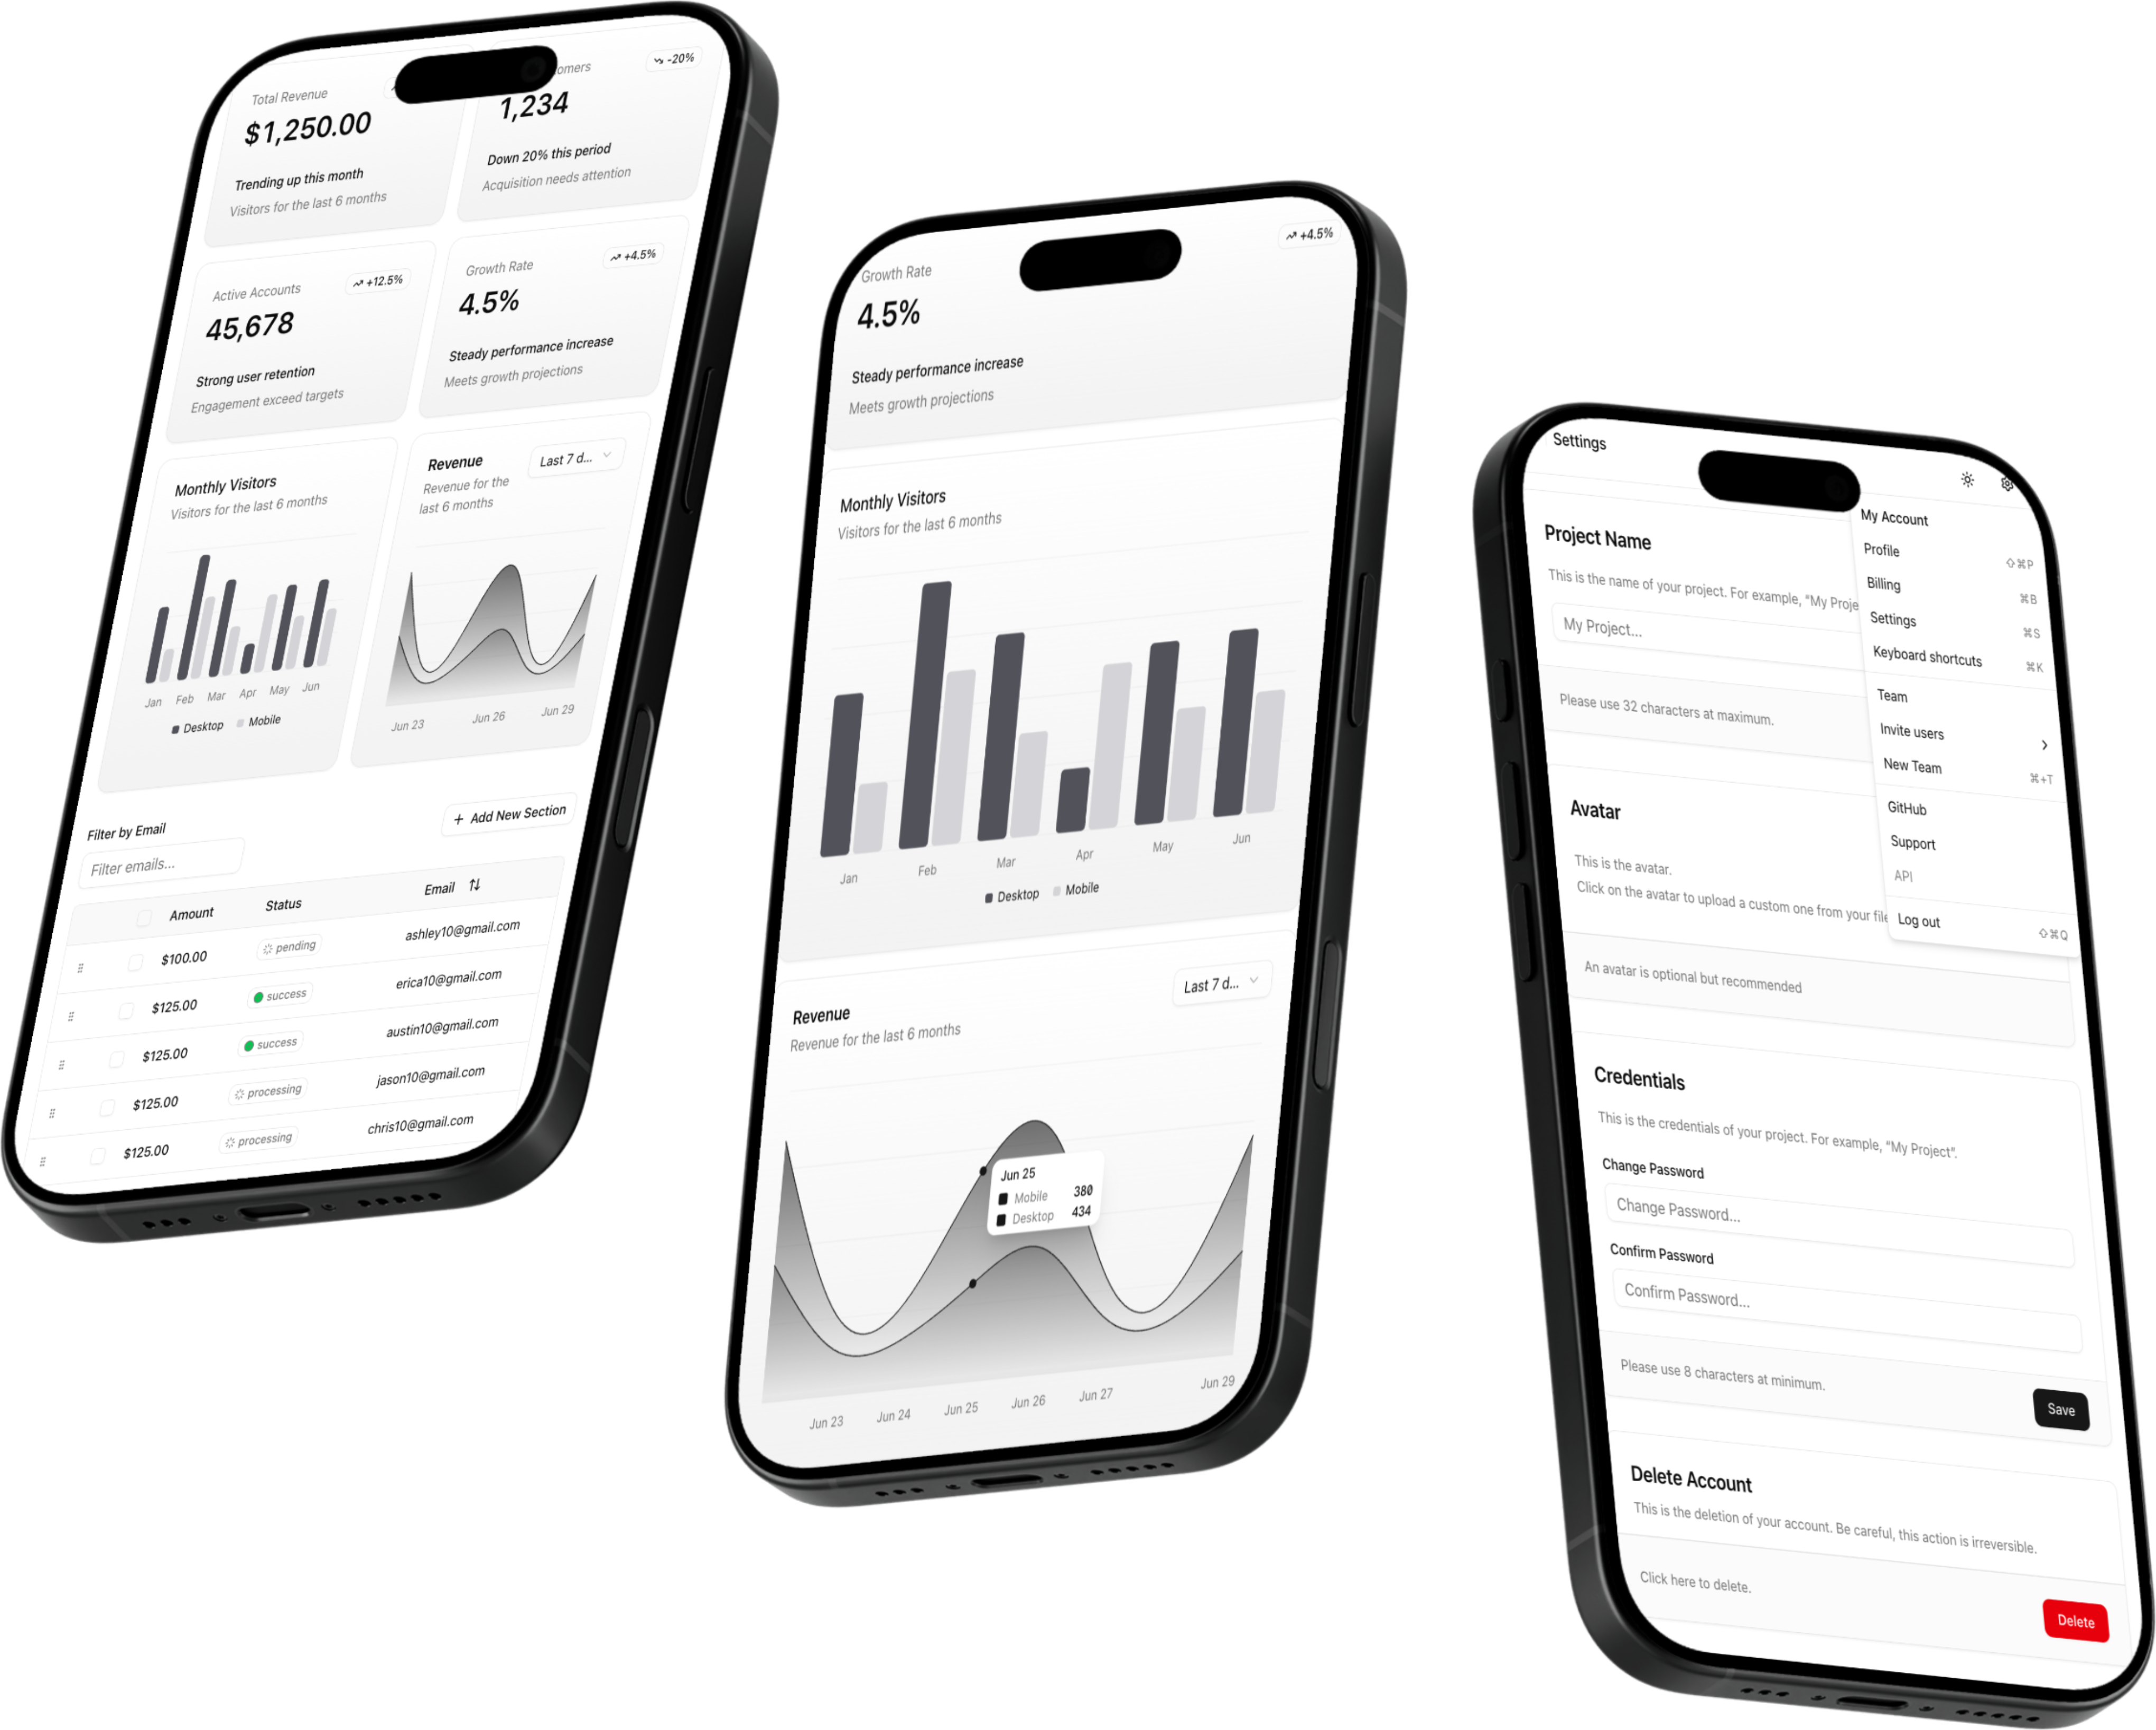 Total Revenue
$1,250.00
Trending up this month
Visitors for the last 6 months
-20%
1,234
Down 20% this period
Acquisition needs attention
Active Accounts
+12.5%
45,678
Strong user retention
Engagement exceed targets
Growth Rate
+4.5%
4.5%
Steady performance increase
Meets growth projections
Monthly Visitors
Visitors for the last 6 months
Jan Feb Mar Apr May Jun
Desktop Mobile
Revenue
Last 7 d...
Revenue for the
last 6 months
Jun 23 Jun 26 Jun 29
Filter by Email
+ Add New Section
Filter emails...
Amount Status Email
$100.00 pending ashley10@gmail.com
$125.00 success erica10@gmail.com
$125.00 success austin10@gmail.com
$125.00 processing jason10@gmail.com
$125.00 processing chris10@gmail.com
Growth Rate
+4.5%
4.5%
Steady performance increase
Meets growth projections
Monthly Visitors
Visitors for the last 6 months
Jan Feb Mar Apr May Jun
Desktop Mobile
Revenue
Last 7 d...
Revenue for the last 6 months
Jun 25
Mobile 380
Desktop 434
Jun 23 Jun 24 Jun 25 Jun 26 Jun 27 Jun 29
Settings
My Account
Profile ⇧⌘P
Billing ⌘B
Settings ⌘S
Keyboard shortcuts ⌘K
Team
Invite users
New Team ⌘+T
GitHub
Support
API
Log out ⇧⌘Q
Project Name
This is the name of your project. For example, "My Proje
My Project...
Please use 32 characters at maximum.
Avatar
This is the avatar.
Click on the avatar to upload a custom one from your file
An avatar is optional but recommended
Credentials
This is the credentials of your project. For example, "My Project".
Change Password
Change Password...
Confirm Password
Confirm Password...
Please use 8 characters at minimum.
Save
Delete Account
This is the deletion of your account. Be careful, this action is irreversible.
Click here to delete.
Delete